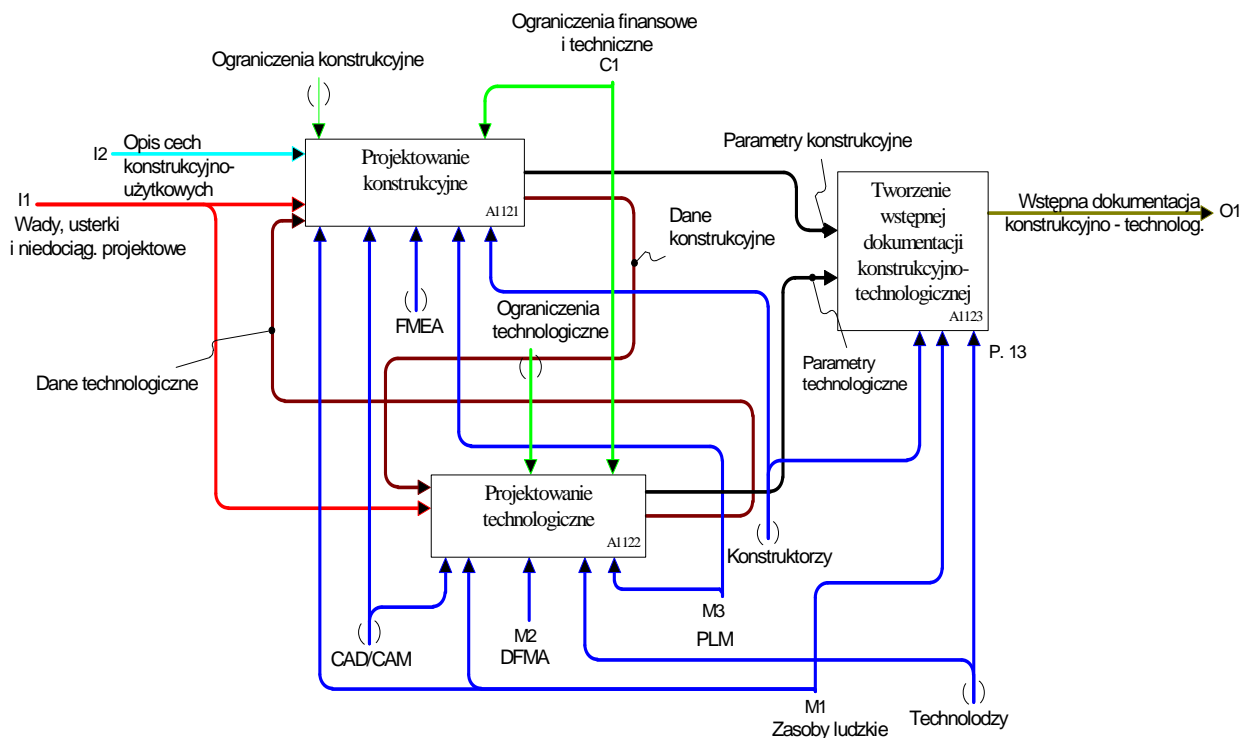 Ograniczenia finansowe
i techniczne
C1
Ograniczenia konstrukcyjne
I2
Opis cech
konstrukcyjno-
użytkowych
I1
Wady, usterki
i niedociąg. projektowe
Projektowanie
konstrukcyjne
A1121
Dane
konstrukcyjne
Parametry konstrukcyjne
Tworzenie
wstępnej
dokumentacji
konstrukcyjno-
technologicznej
A1123
Wstępna dokumentacja
konstrukcyjno - technolog.
O1
P. 13
FMEA
Ograniczenia
technologiczne
Dane technologiczne
Parametry
technologiczne
Projektowanie
technologiczne
A1122
Konstruktorzy
CAD/CAM
M2
DFMA
M3
PLM
M1
Zasoby ludzkie
Technolodzy